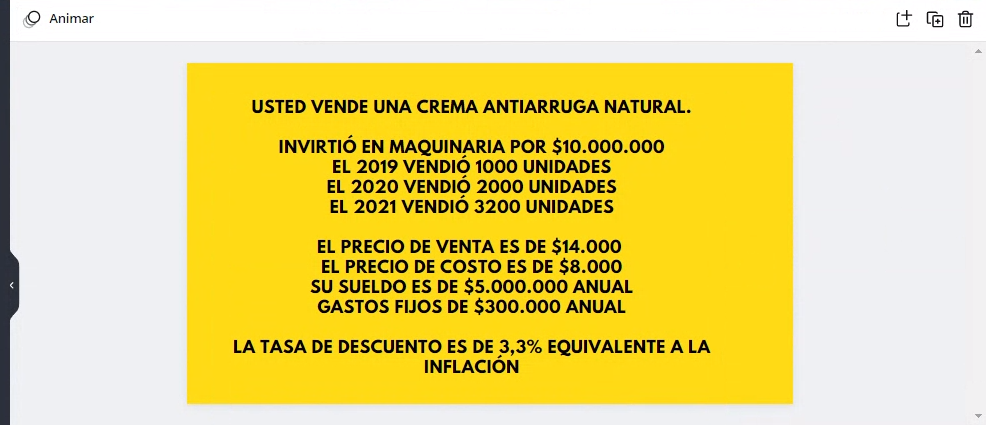 Animar
USTED VENDE UNA CREMA ANTIARRUGA NATURAL.
INVIRTIÓ EN MAQUINARIA POR $10.000.000
EL 2019 VENDIÓ 1000 UNIDADES
EL 2020 VENDIÓ 2000 UNIDADES
EL 2021 VENDIÓ 3200 UNIDADES
EL PRECIO DE VENTA ES DE $14.000
EL PRECIO DE COSTO ES DE $8.000
SU SUELDO ES DE $5.000.000 ANUAL
GASTOS FIJOS DE $300.000 ANUAL
LA TASA DE DESCUENTO ES DE 3,3% EQUIVALENTE A LA
INFLACIÓN